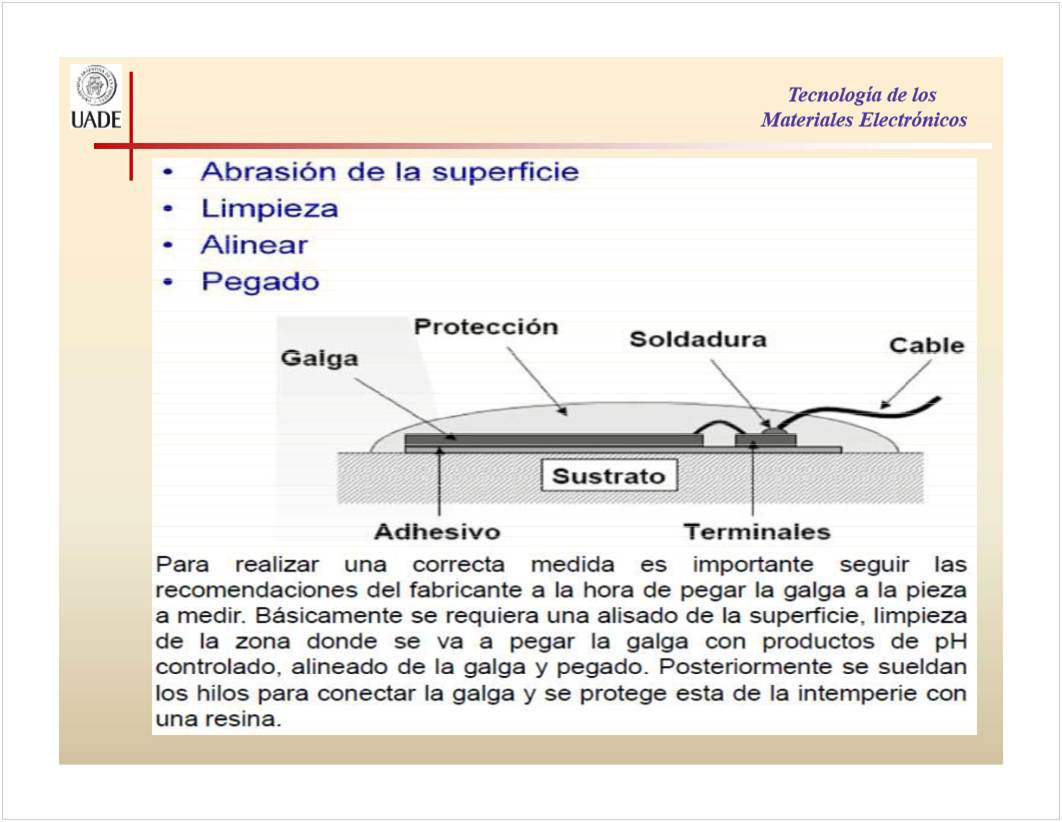 UADE
Tecnología de los
Materiales Electrónicos
• Abrasión de la superficie
• Limpieza
• Alinear
• Pegado
Protección
Soldadura
Cable
Galga
Sustrato
Adhesivo
Terminales
Para realizar una correcta medida es importante seguir las
recomendaciones del fabricante a la hora de pegar la galga a la pieza
a medir. Básicamente se requiera una alisado de la superficie, limpieza
de la zona donde se va a pegar la galga con productos de pH
controlado, alineado de la galga y pegado. Posteriormente se sueldan
los hilos para conectar la galga y se protege esta de la intemperie con
una resina.